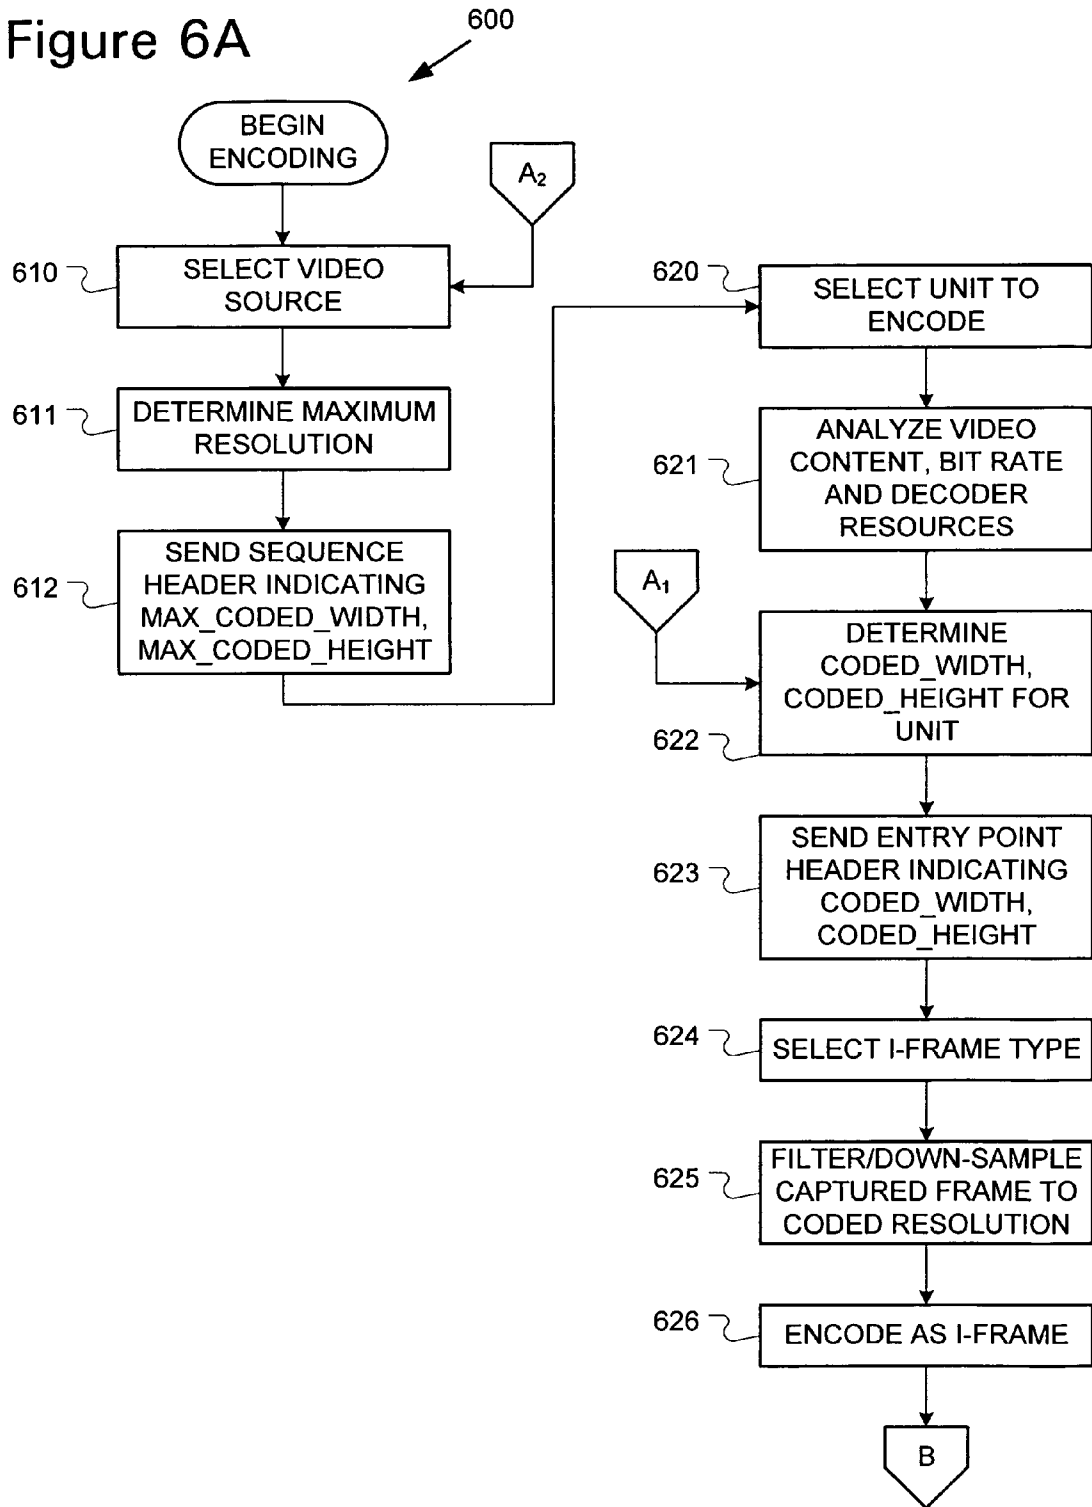 Figure 6A
600
BEGIN
ENCODING
A₂
610
SELECT VIDEO
SOURCE
611
DETERMINE MAXIMUM
RESOLUTION
612
SEND SEQUENCE
HEADER INDICATING
MAX_CODED_WIDTH,
MAX_CODED_HEIGHT
620
SELECT UNIT TO
ENCODE
621
ANALYZE VIDEO
CONTENT, BIT RATE
AND DECODER
RESOURCES
A₁
622
DETERMINE
CODED_WIDTH,
CODED_HEIGHT FOR
UNIT
623
SEND ENTRY POINT
HEADER INDICATING
CODED_WIDTH,
CODED_HEIGHT
624
SELECT I-FRAME TYPE
625
FILTER/DOWN-SAMPLE
CAPTURED FRAME TO
CODED RESOLUTION
626
ENCODE AS I-FRAME
B